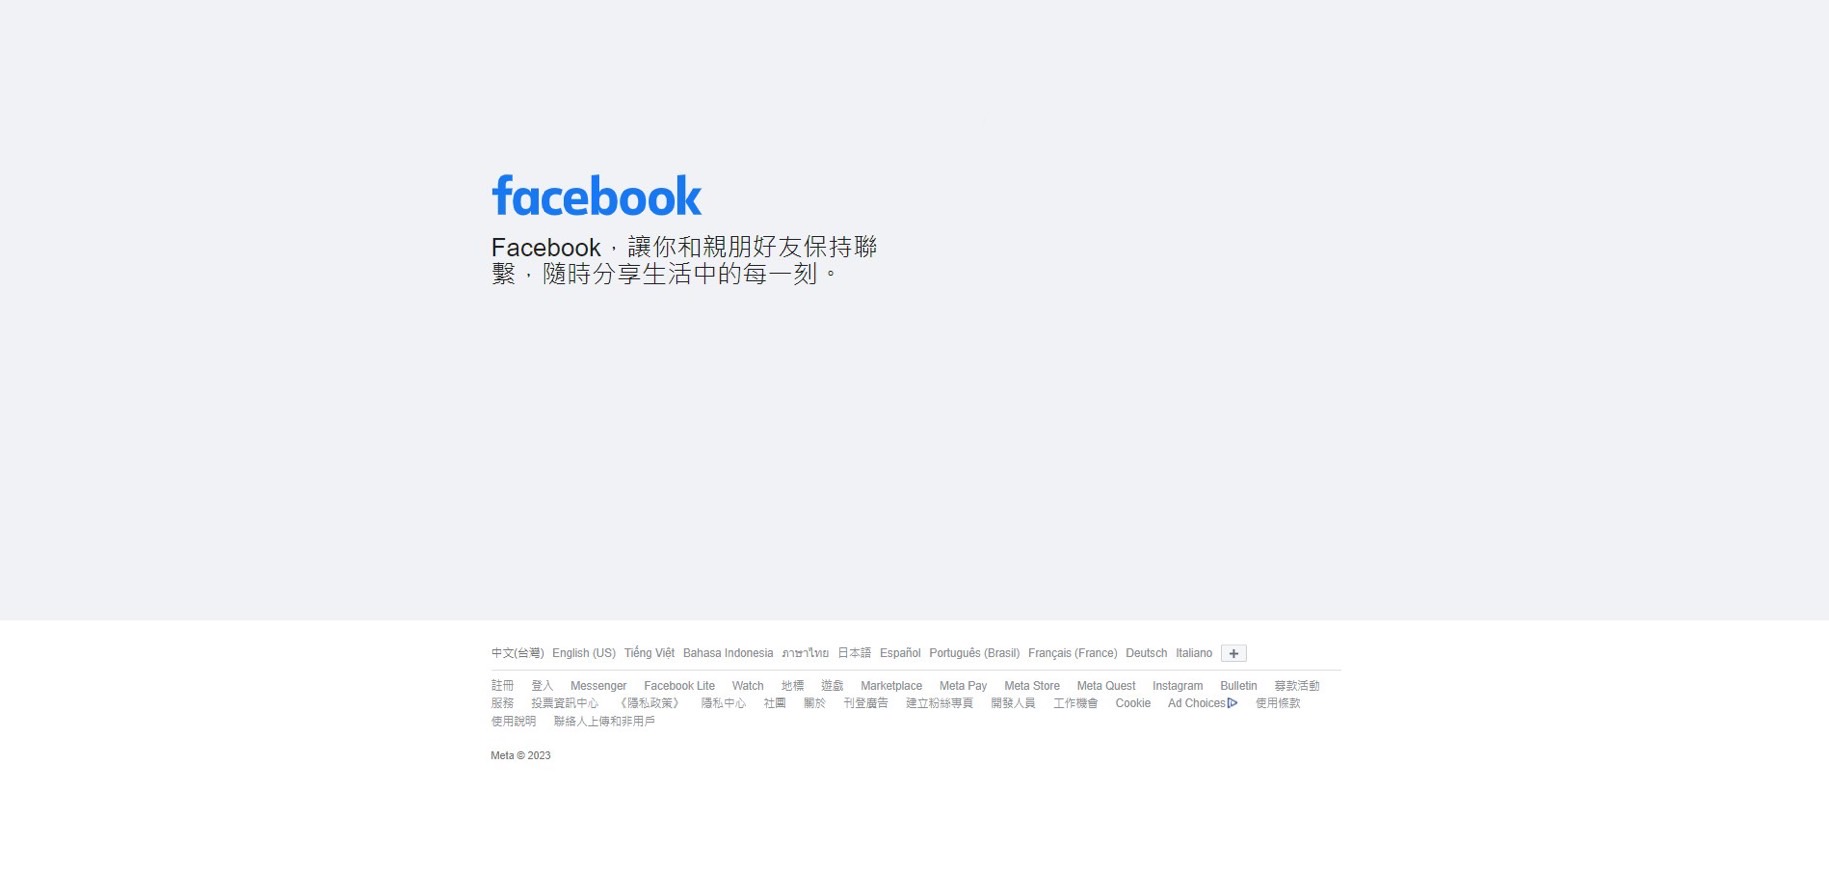 facebook
Facebook，讓你和親朋好友保持聯
繫，隨時分享生活中的每一刻。
中文(台灣) English (US) Tiếng Việt Bahasa Indonesia ภาษาไทย 日本語 Español Português (Brasil) Français (France) Deutsch Italiano +
註冊 登入 Messenger Facebook Lite Watch 地標 遊戲 Marketplace Meta Pay Meta Store Meta Quest Instagram Bulletin 募款活動
服務 投票資訊中心 《隱私政策》 隱私中心 社團 關於 刊登廣告 建立粉絲專頁 開發人員 工作機會 Cookie Ad Choices 使用條款
使用說明 聯絡人上傳和非用戶
Meta © 2023